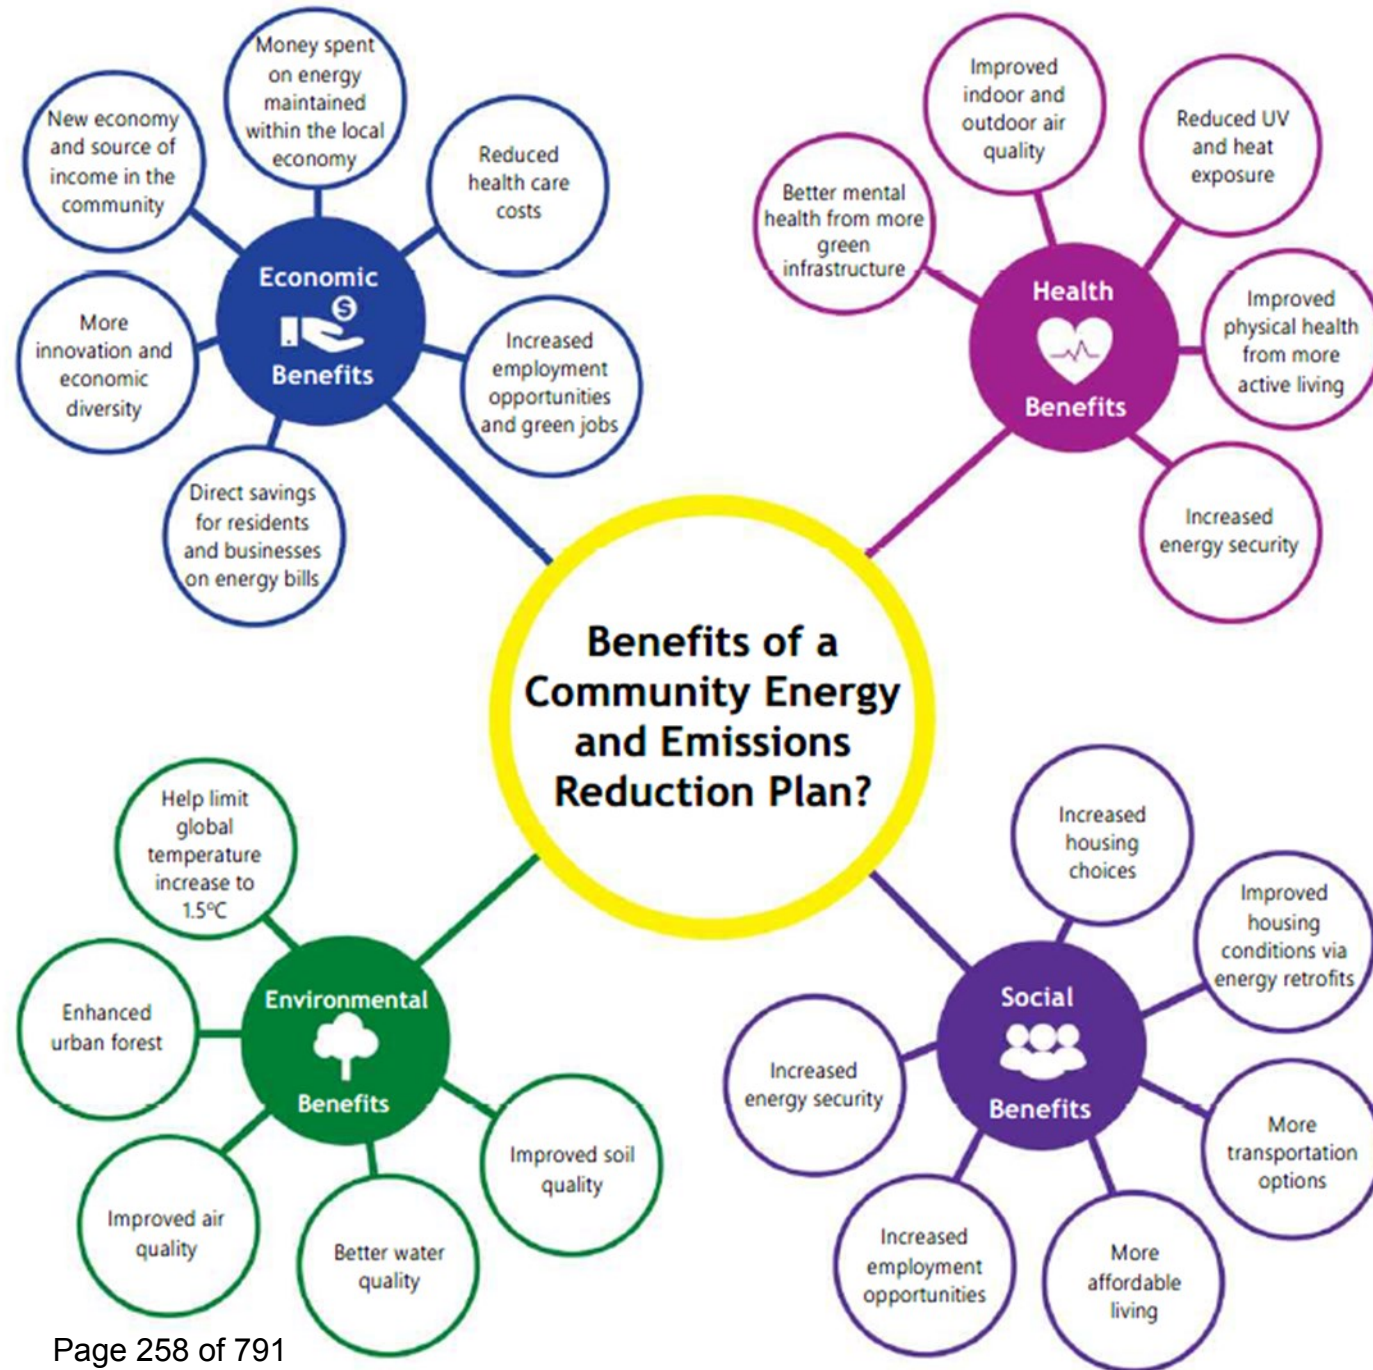 Money spent
on energy
maintained
within the local
economy
New economy
and source of
income in the
community
Reduced
health care
costs
Economic
$
Benefits
More
innovation and
economic
diversity
Increased
employment
opportunities
and green jobs
Direct savings
for residents
and businesses
on energy bills
Improved
indoor and
outdoor air
quality
Reduced UV
and heat
exposure
Better mental
health from more
green
infrastructure
Health
Benefits
Improved
physical health
from more
active living
Increased
energy security
Benefits of a
Community Energy
and Emissions
Reduction Plan?
Help limit
global
temperature
increase to
1.5ºC
Enhanced
urban forest
Environmental
Benefits
Improved soil
quality
Improved air
quality
Better water
quality
Increased
housing
choices
Improved
housing
conditions via
energy retrofits
Social
Benefits
Increased
energy security
More
transportation
options
Increased
employment
opportunities
More
affordable
living
Page 258 of 791